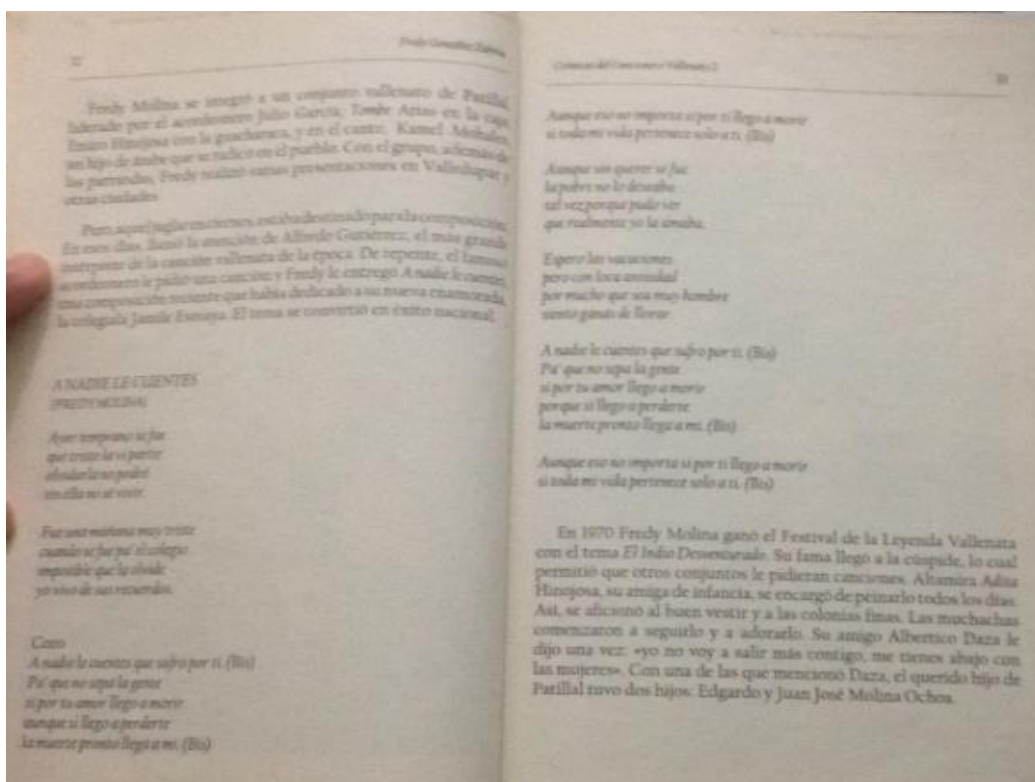 32
Fredy González Zubiría
Fredy Molina se integró a un conjunto vallenato de Patillal,
liderado por el acordeonero Julio García, Tombe Arias en la caja,
Emiro Hinojosa con la guacharaca, y en el canto, Kamel
un hijo de árabe que se radicó en el pueblo. Con el grupo, además de
las parrandas, Fredy realizó varias presentaciones en Valledupar y
otras ciudades.
Pero aquel juglar estaba destinado para la composición.
En esos días, llamó la atención de Alfredo Gutiérrez, el más grande
intérprete de la canción vallenata de la época. De repente, el famoso
acordeonero le pidió una canción y Fredy le entregó A nadie le cuentes,
una composición reciente que había dedicado a su nueva enamorada,
la colegiala Jamile El tema se convirtió en éxito nacional.
A NADIE LE CUENTES
(FREDY MOLINA)
Ayer temprano se fue
que triste la vi partir
olvidarla no podré
sin ella no sé vivir.
Fue una mañana muy triste
cuando se fue pa' el colegio
imposible que la olvide
yo vivo de sus recuerdos.
Coro
A nadie le cuentes que sufro por ti. (Bis)
Pa' que no sepa la gente
si por tu amor llego a morir
aunque si llego a perderte
la muerte pronto llega a mí. (Bis)
Crónicas del Cancionero Vallenato 2
33
Aunque eso no importa si por ti llego a morir
si toda mi vida pertenece solo a ti. (Bis)
Aunque sin querer se fue
la pobre no lo deseaba
tal vez porque pudo ver
que realmente yo la amaba.
Espero las vacaciones
pero con loca ansiedad
por mucho que sea muy hombre
siento ganas de llorar.
A nadie le cuentes que sufro por ti. (Bis)
Pa' que no sepa la gente
si por tu amor llego a morir
porque si llego a perderte
la muerte pronto llega a mí. (Bis)
Aunque eso no importa si por ti llego a morir
si toda mi vida pertenece solo a ti. (Bis)
En 1970 Fredy Molina ganó el Festival de la Leyenda Vallenata
con el tema El Indio Desventurado. Su fama llegó a la cúspide, lo cual
permitió que otros conjuntos le pidieran canciones. Altamira Adisa
Hinojosa, su amiga de infancia, se encargó de peinarlo todos los días.
Así, se aficionó al buen vestir y a las colonias finas. Las muchachas
comenzaron a seguirlo y a adorarlo. Su amigo Albertico Daza le
dijo una vez: «yo no voy a salir más contigo, me tienes abajo con
las mujeres». Con una de las que mencionó Daza, el querido hijo de
Patillal tuvo dos hijos: Edgardo y Juan José Molina Ochoa.